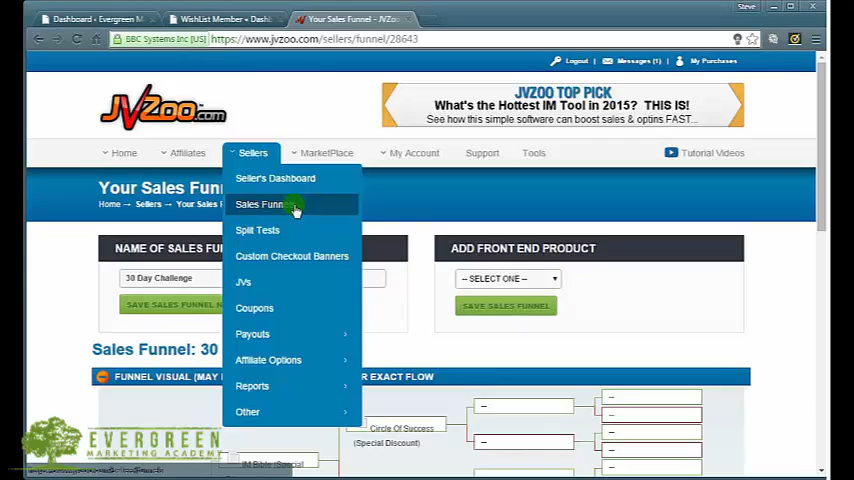 Steve
Dashboard ‹ Evergreen M
WishList Member ‹ Dash
Your Sales Funnel - JVZo
BBC Systems Inc [US]
https://www.jvzoo.com/sellers/funnel/28643
Logout | Messages (1) | My Purchases
JVZOO.com
JVZOO TOP PICK
What's the Hottest IM Tool in 2015? THIS IS!
See how this simple software can boost sales & optins FAST...
Home
Affiliates
Sellers
MarketPlace
My Account
Support
Tools
Tutorial Videos
Seller's Dashboard
Sales Funne
Split Tests
Custom Checkout Banners
JVs
Coupons
Payouts
Affiliate Options
Reports
Other
Your Sales Fun
Home » Sellers » Your Sales F
NAME OF SALES FU
30 Day Challenge
SAVE SALES FUNNEL N
ADD FRONT END PRODUCT
-- SELECT ONE --
SAVE SALES FUNNEL
Sales Funnel: 30
FUNNEL VISUAL (MAY
R EXACT FLOW
--
--
--
Circle Of Success
(Special Discount)
--
--
--
IM Bible (Special
EVERGREEN
MARKETING ACADEMY